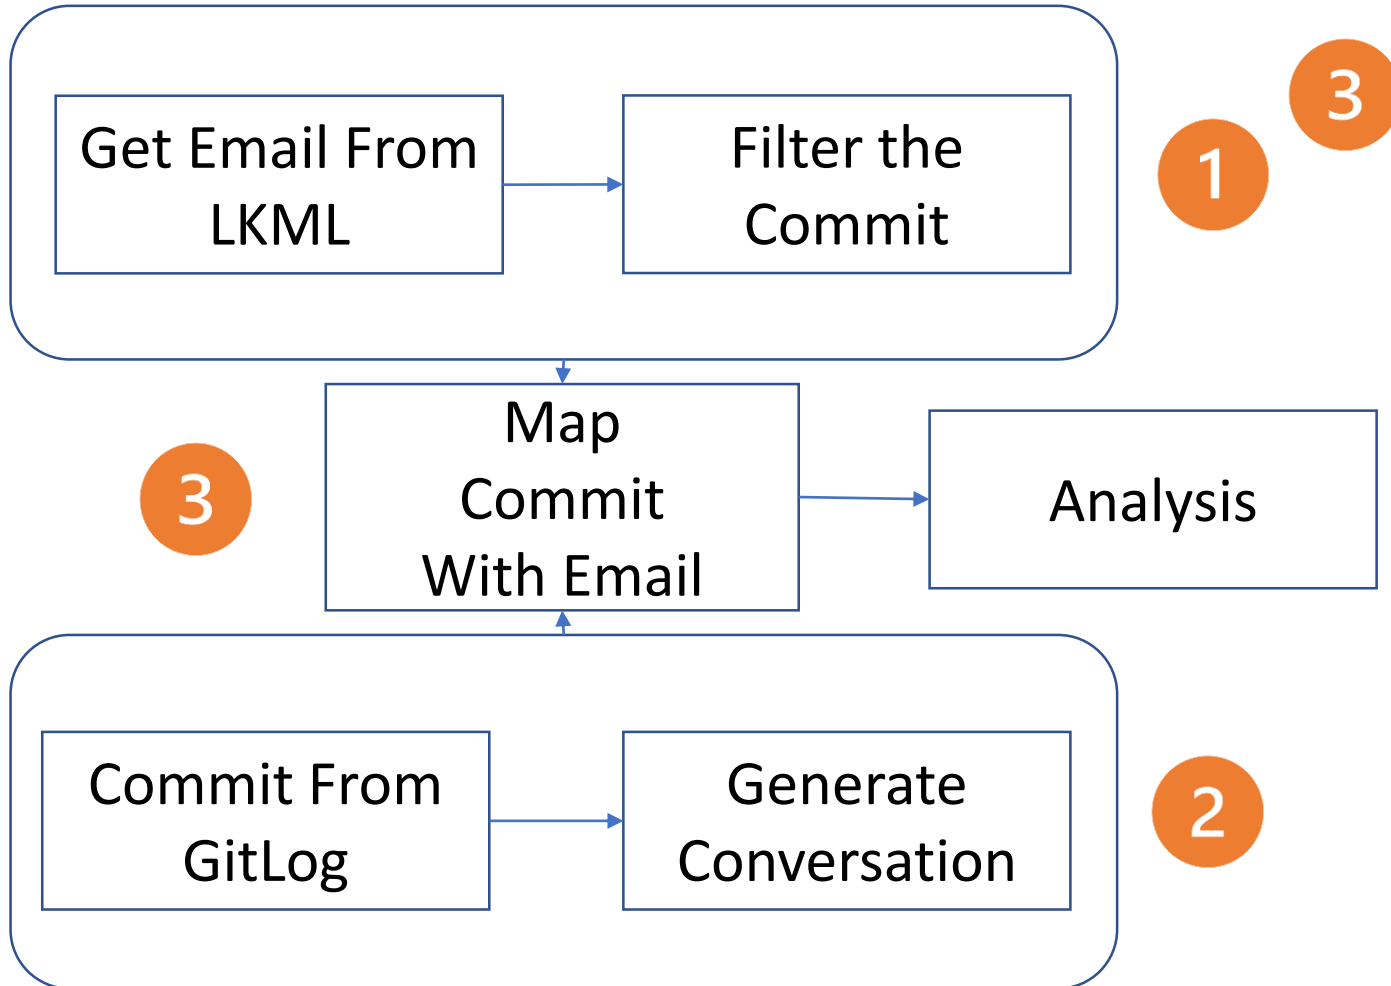 Get Email From
LKML
Filter the
Commit
1
3
Map
Commit
With Email
3
Analysis
Commit From
GitLog
Generate
Conversation
2